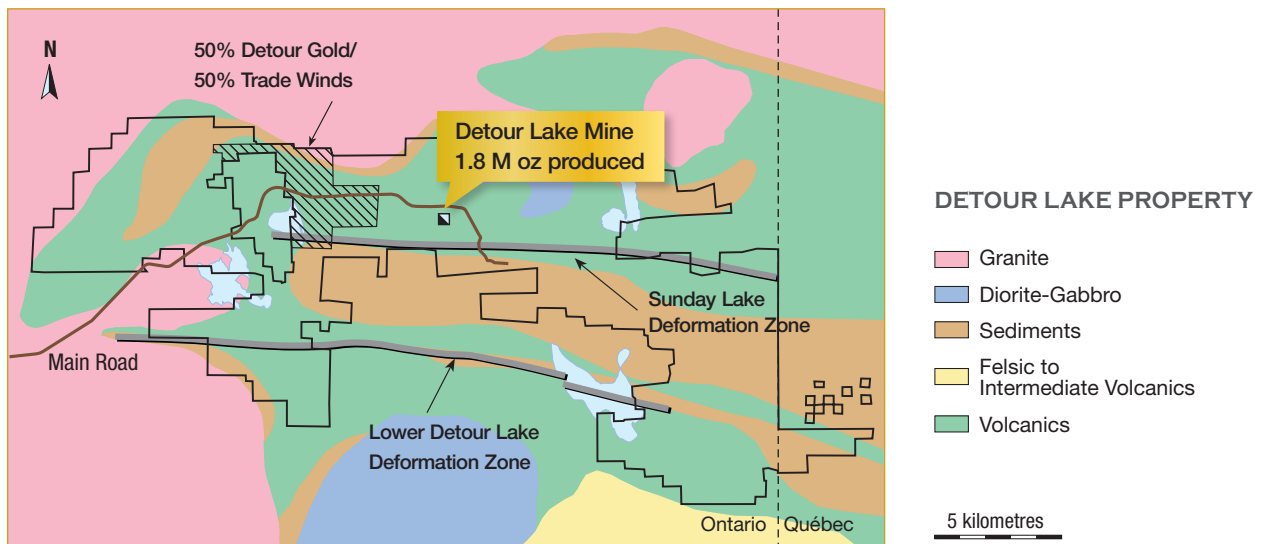 N
50% Detour Gold/
50% Trade Winds
Detour Lake Mine
1.8 M oz produced
Sunday Lake
Deformation Zone
Main Road
Lower Detour Lake
Deformation Zone
Ontario
Québec
DETOUR LAKE PROPERTY
Granite
Diorite-Gabbro
Sediments
Felsic to
Intermediate Volcanics
Volcanics
5 kilometres